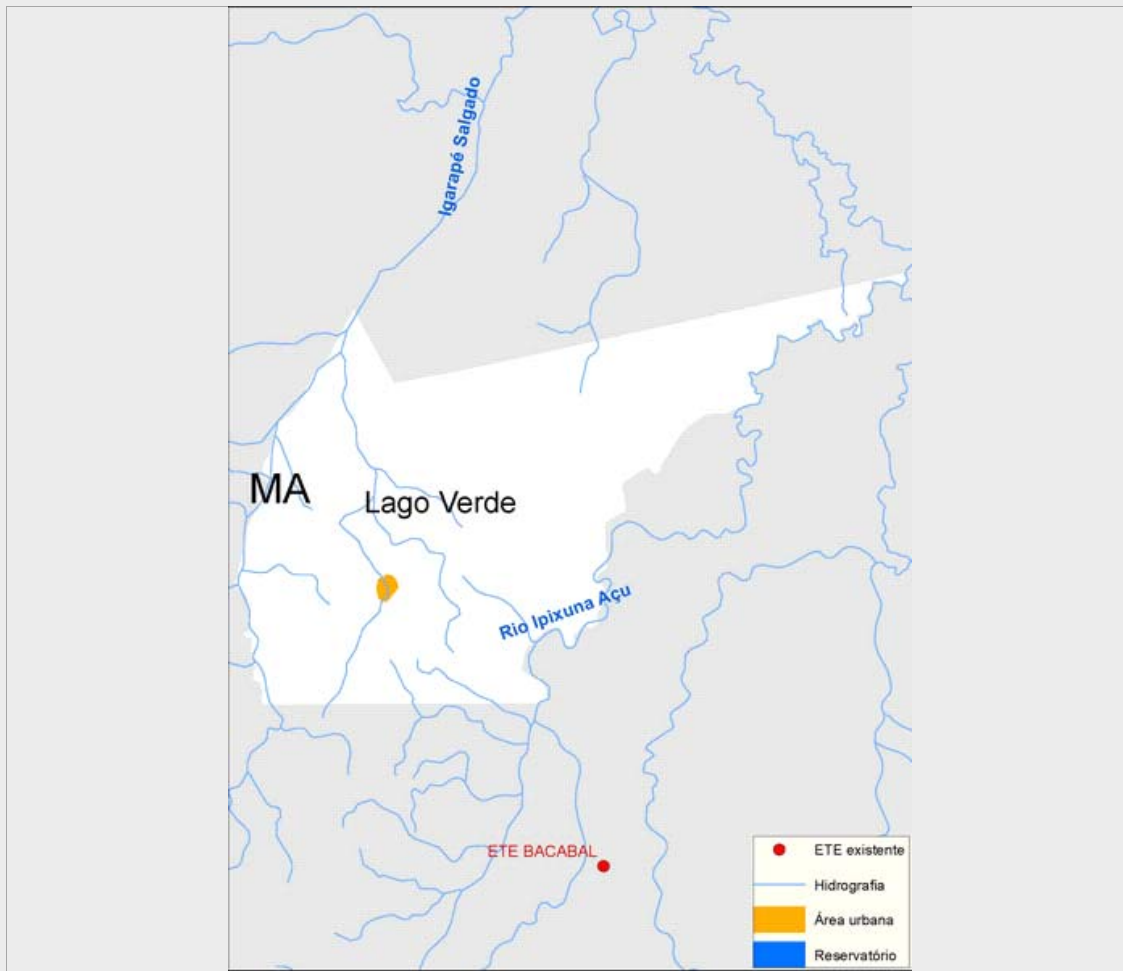 Igarapé Salgado
MA
Lago Verde
Rio Ipixuna Açu
ETE BACABAL
ETE existente
Hidrografia
Área urbana
Reservatório